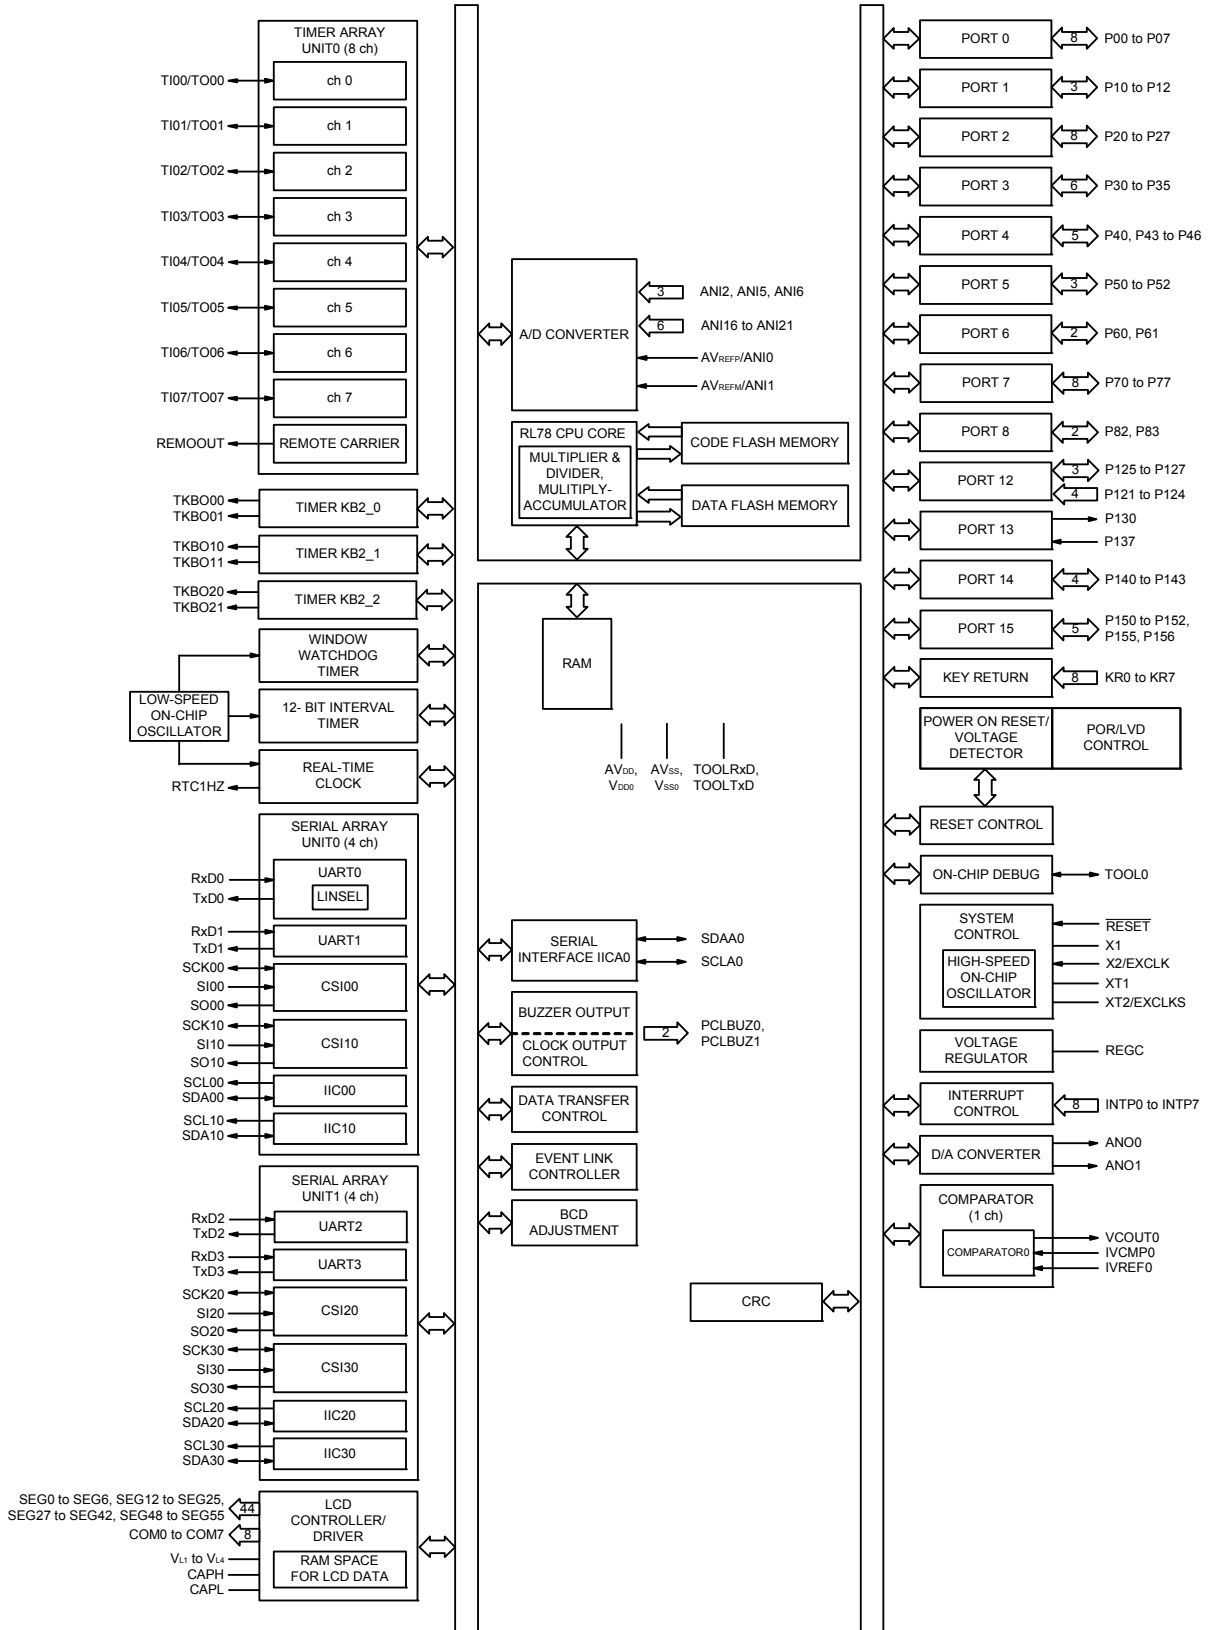 TIMER ARRAY
UNIT0 (8 ch)
TI00/TO00
ch 0
TI01/TO01
ch 1
TI02/TO02
ch 2
TI03/TO03
ch 3
TI04/TO04
ch 4
TI05/TO05
ch 5
TI06/TO06
ch 6
TI07/TO07
ch 7
REMOOUT
REMOTE CARRIER
TKBO00
TKBO01
TIMER KB2_0
TKBO10
TKBO11
TIMER KB2_1
TKBO20
TKBO21
TIMER KB2_2
WINDOW
WATCHDOG
TIMER
LOW-SPEED
ON-CHIP
OSCILLATOR
12- BIT INTERVAL
TIMER
REAL-TIME
CLOCK
RTC1HZ
SERIAL ARRAY
UNIT0 (4 ch)
RxD0
TxD0
UART0
LINSEL
RxD1
TxD1
UART1
SCK00
SI00
SO00
CSI00
SCK10
SI10
SO10
CSI10
SCL00
SDA00
IIC00
SCL10
SDA10
IIC10
SERIAL ARRAY
UNIT1 (4 ch)
RxD2
TxD2
UART2
RxD3
TxD3
UART3
SCK20
SI20
SO20
CSI20
SCK30
SI30
SO30
CSI30
SCL20
SDA20
IIC20
SCL30
SDA30
IIC30
SEG0 to SEG6, SEG12 to SEG25,
SEG27 to SEG42, SEG48 to SEG55
44
COM0 to COM7
8
VL1 to VL4
CAPH
CAPL
LCD
CONTROLLER/
DRIVER
RAM SPACE
FOR LCD DATA
A/D CONVERTER
3
ANI2, ANI5, ANI6
6
ANI16 to ANI21
AVREFP/ANI0
AVREFM/ANI1
RL78 CPU CORE
MULTIPLIER &
DIVIDER,
MULITIPLY-
ACCUMULATOR
CODE FLASH MEMORY
DATA FLASH MEMORY
RAM
AVDD,
VDD0
AVSS,
VSS0
TOOLRxD,
TOOLTxD
SERIAL
INTERFACE IICA0
SDAA0
SCLA0
BUZZER OUTPUT
CLOCK OUTPUT
CONTROL
2
PCLBUZ0,
PCLBUZ1
DATA TRANSFER
CONTROL
EVENT LINK
CONTROLLER
BCD
ADJUSTMENT
CRC
PORT 0
8
P00 to P07
PORT 1
3
P10 to P12
PORT 2
8
P20 to P27
PORT 3
6
P30 to P35
PORT 4
5
P40, P43 to P46
PORT 5
3
P50 to P52
PORT 6
2
P60, P61
PORT 7
8
P70 to P77
PORT 8
2
P82, P83
PORT 12
3
P125 to P127
4
P121 to P124
PORT 13
P130
P137
PORT 14
4
P140 to P143
PORT 15
5
P150 to P152,
P155, P156
KEY RETURN
8
KR0 to KR7
POWER ON RESET/
VOLTAGE
DETECTOR
POR/LVD
CONTROL
RESET CONTROL
ON-CHIP DEBUG
TOOL0
SYSTEM
CONTROL
HIGH-SPEED
ON-CHIP
OSCILLATOR
RESET
X1
X2/EXCLK
XT1
XT2/EXCLKS
VOLTAGE
REGULATOR
REGC
INTERRUPT
CONTROL
8
INTP0 to INTP7
D/A CONVERTER
ANO0
ANO1
COMPARATOR
(1 ch)
COMPARATOR0
VCOUT0
IVCMP0
IVREF0